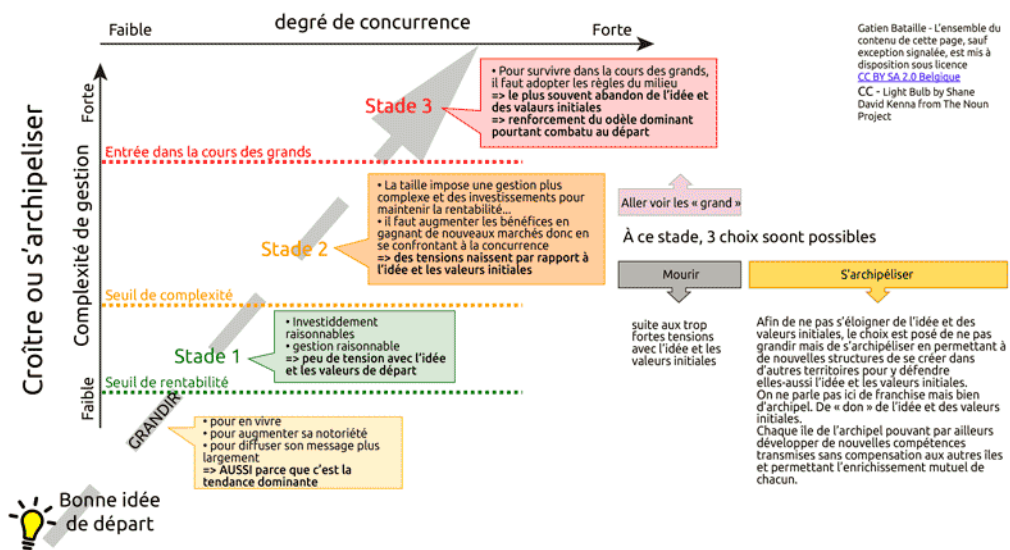 degré de concurrence
Faible
Forte
Gatien Bataille - L'ensemble du
contenu de cette page, sauf
exception signalée, est mis à
disposition sous licence
CC BY SA 2.0 Belgique
CC - Light Bulb by Shane
David Kenna from The Noun
Project
Croître ou s'archipeliser
Complexité de gestion
Forte
Faible
Stade 3
• Pour survivre dans la cours des grands,
il faut adopter les règles du milieu
=> le plus souvent abandon de l'idée et
des valaurs initiales
=> renforcement du odèle dominant
pourtant combatu au départ
Entrée dans la cours des grands
Stade 2
• La taille impose une gestion plus
complexe et des investissements pour
maintenir la rentabilité...
• il faut augmenter les bénéfices en
gagnant de nouveaux marchés donc en
se confrontant à la concurrence
=> des tensions naissent par rapport à
l'idée et les valeurs initiales
Aller voir les « grand »
À ce stade, 3 choix soont possibles
Mourir
S'archipéliser
suite aux trop
fortes tensions
avec l'idée et les
valeurs initiales
Afin de ne pas s'éloigner de l'idée et des
valeurs initiales, le choix est posé de ne pas
grandir mais de s'archipéliser en permettant à
de nouvelles structures de se créer dans
d'autres territoires pour y défendre
elles-aussi l'idée et les valeurs initiales.
On ne parle pas ici de franchise mais bien
d'archipel. De « don » de l'idée et des valeurs
initiales.
Chaque île de l'archipel pouvant par ailleurs
développer de nouvelles compétences
transmises sans compensation aux autres îles
et permettant l'enrichissement mutuel de
chacun.
Seuil de complexité
Stade 1
• Investiddement
raisonnables
• gestion raisonnable
=> peu de tension avec l'idée
et les valeurs de départ
Seuil de rentabilité
GRANDIR
• pour en vivre
• pour augmenter sa notoriété
• pour diffuser son message plus
largement
=> AUSSI parce que c'est la
tendance dominante
Bonne idée
de départ